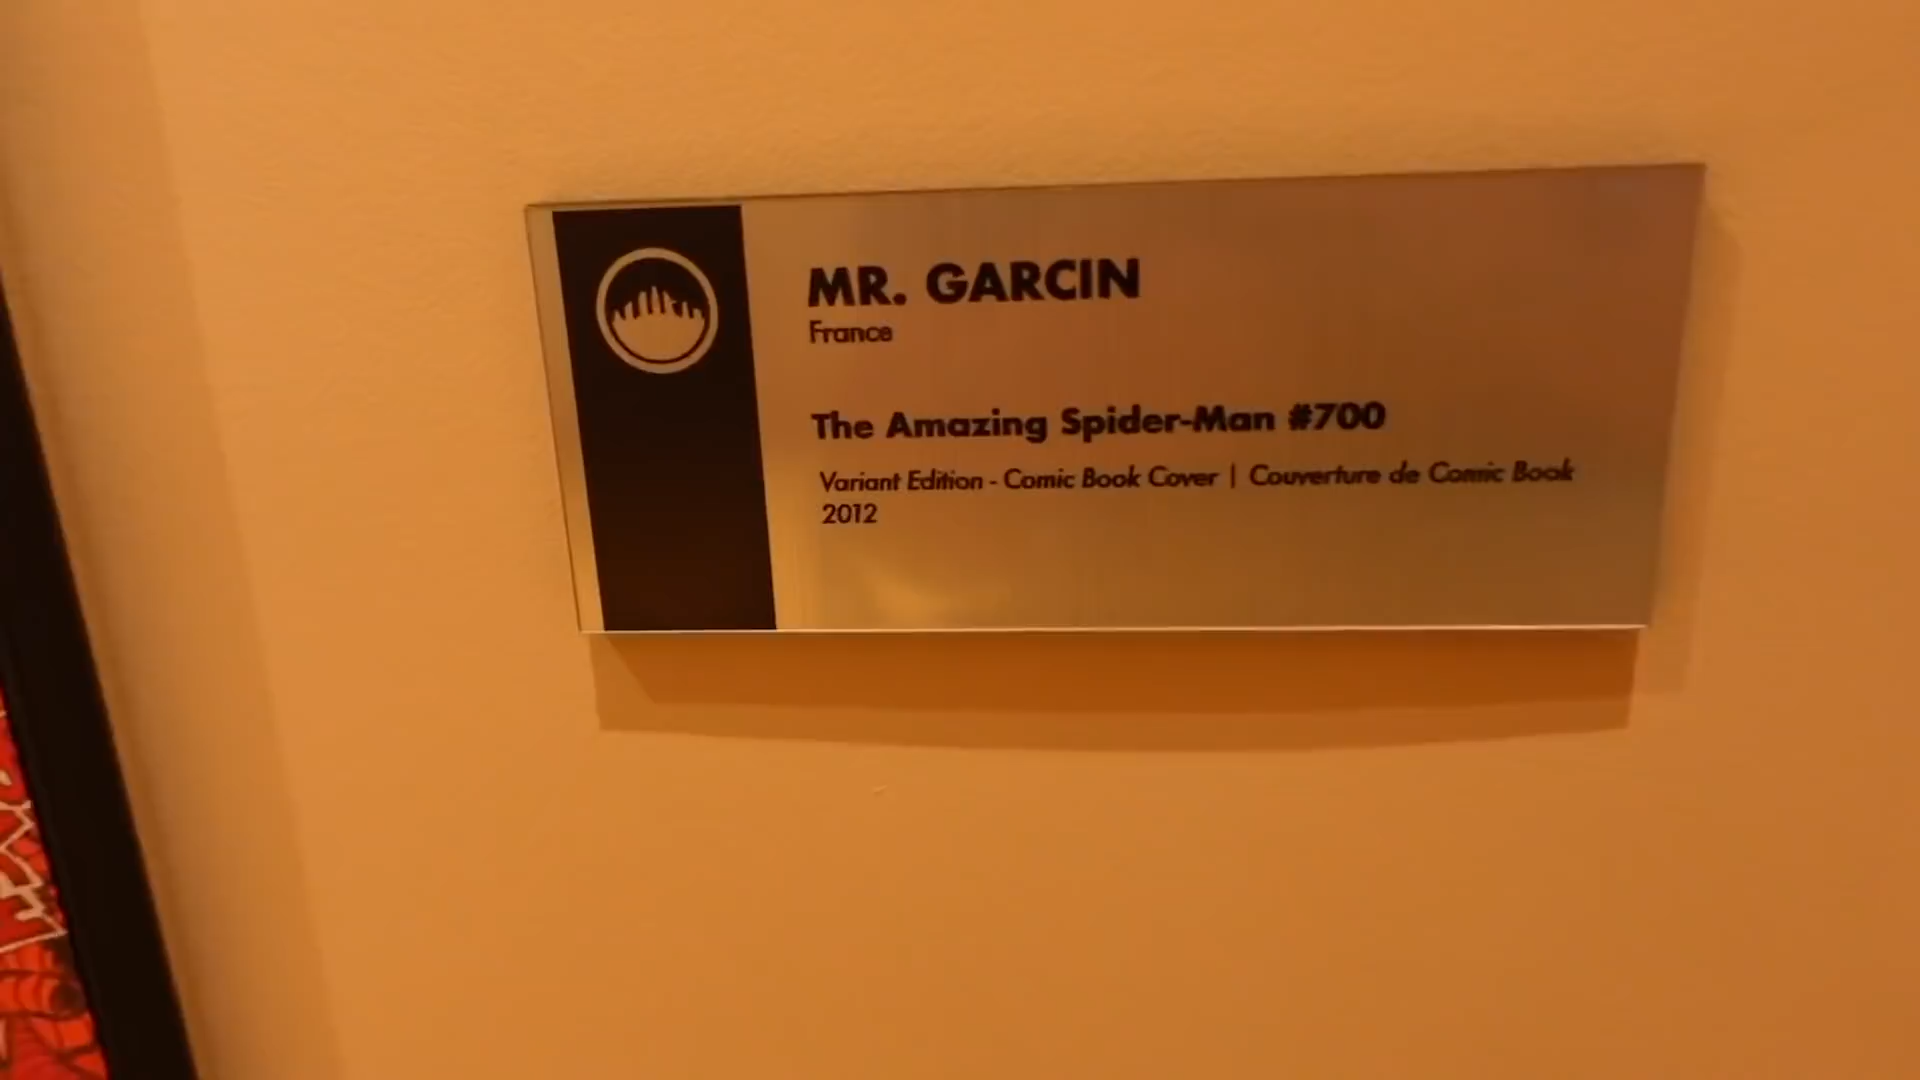 MR. GARCIN
France
The Amazing Spider-Man #700
Variant Edition - Comic Book Cover | Couverture de Comic Book
2012